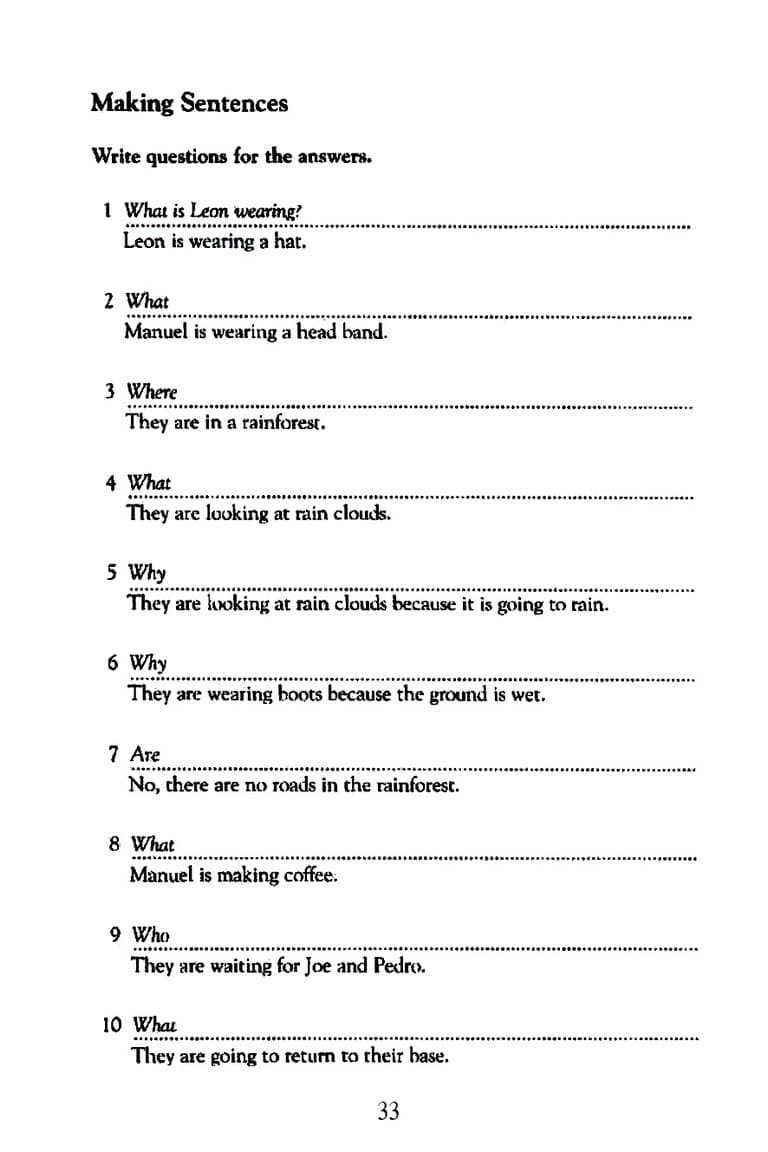 Making Sentences
Write questions for the answers.
1 What is Leon wearing?
Leon is wearing a hat.
2 What
Manuel is wearing a head band.
3 Where
They are in a rainforest.
4 What
They are looking at rain clouds.
5 Why
They are looking at rain clouds because it is going to rain.
6 Why
They are wearing boots because the ground is wet.
7 Are
No, there are no roads in the rainforest.
8 What
Manuel is making coffee.
9 Who
They are waiting for Joe and Pedro.
10 What
They are going to return to their base.
33